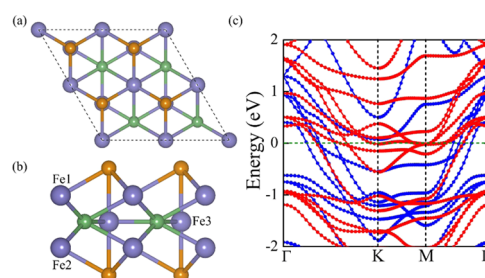 (a)
(b)
Fe1
Fe3
Fe2
(c)
Energy (eV)
2
1
0
-1
-2
Γ K M Γ